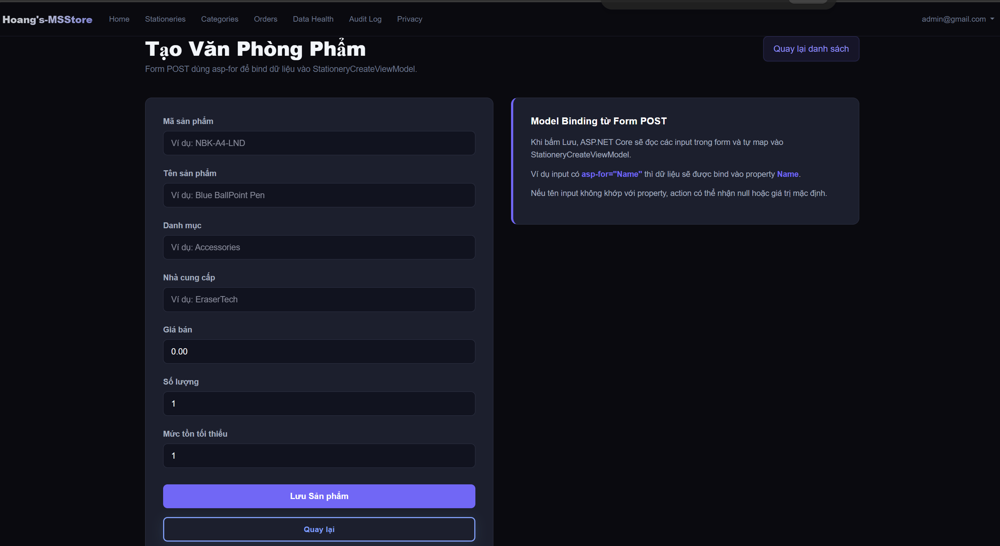 Hoang's-MSStore Home Stationeries Categories Orders Data Health Audit Log Privacy admin@gmail.com
Tạo Văn Phòng Phẩm
Quay lại danh sách
Form POST dùng asp-for để bind dữ liệu vào StationeryCreateViewModel.
Mã sản phẩm
Ví dụ: NBK-A4-LND
Tên sản phẩm
Ví dụ: Blue BallPoint Pen
Danh mục
Ví dụ: Accessories
Nhà cung cấp
Ví dụ: EraserTech
Giá bán
0.00
Số lượng
1
Mức tồn tối thiểu
1
Lưu Sản phẩm
Quay lại
Model Binding từ Form POST
Khi bấm Lưu, ASP.NET Core sẽ đọc các input trong form và tự map vào
StationeryCreateViewModel.
Ví dụ input có asp-for="Name" thì dữ liệu sẽ được bind vào property Name.
Nếu tên input không khớp với property, action có thể nhận null hoặc giá trị mặc định.